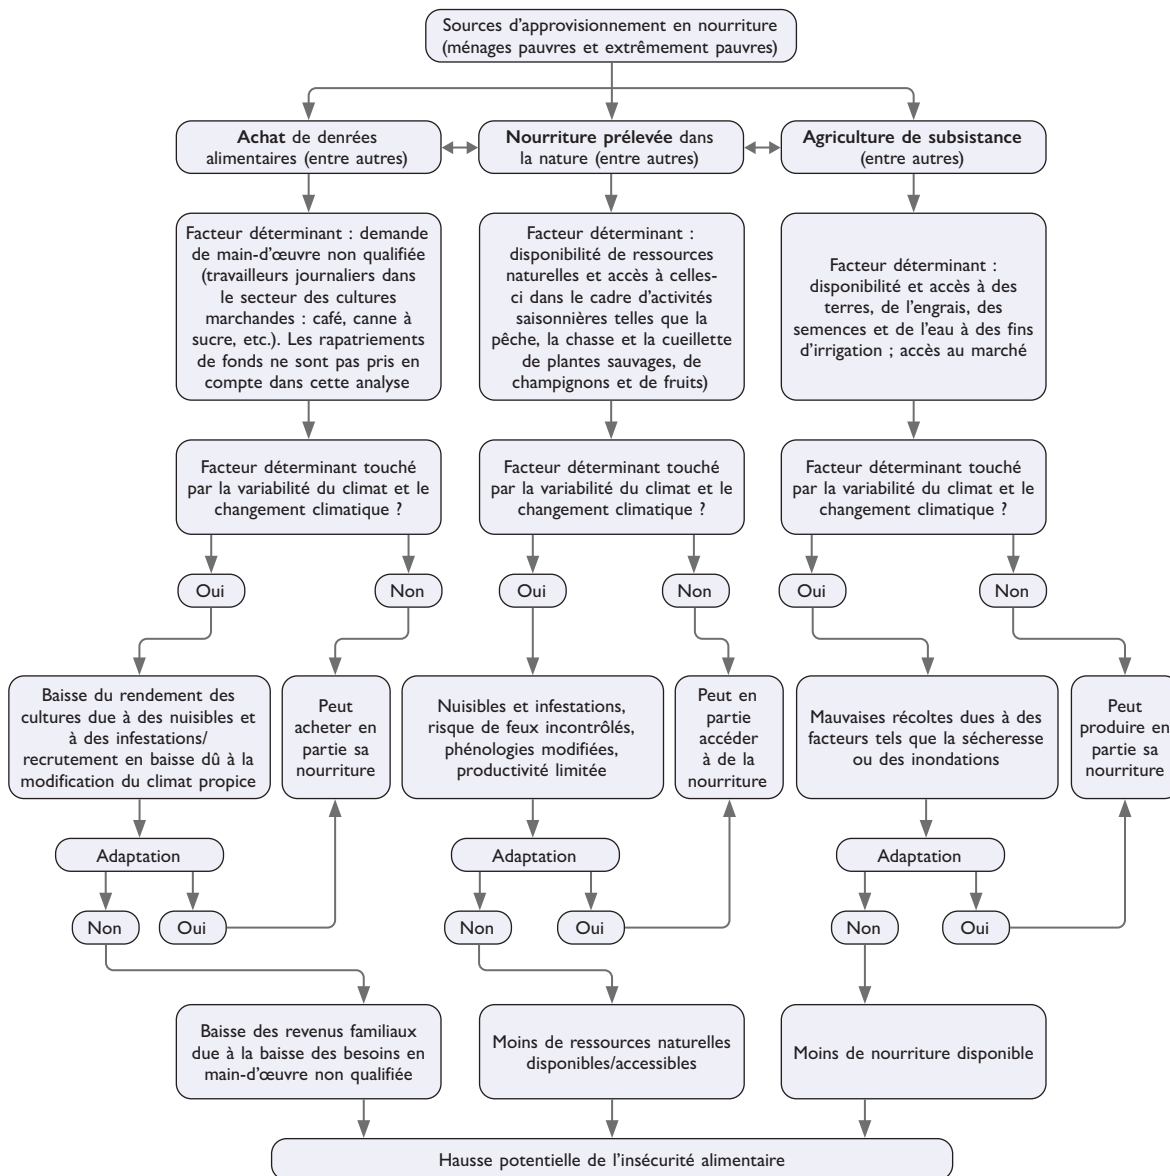 Sources d'approvisionnement en nourriture
(ménages pauvres et extrêmement pauvres)
Achat de denrées
alimentaires (entre autres)
Nourriture prélevée dans
la nature (entre autres)
Agriculture de subsistance
(entre autres)
Facteur déterminant : demande
de main-d'œuvre non qualifiée
(travailleurs journaliers dans
le secteur des cultures
marchandes : café, canne à
sucre, etc.). Les rapatriements
de fonds ne sont pas pris en
compte dans cette analyse
Facteur déterminant :
disponibilité de ressources
naturelles et accès à celles-
ci dans le cadre d'activités
saisonnières telles que la
pêche, la chasse et la cueillette
de plantes sauvages, de
champignons et de fruits)
Facteur déterminant :
disponibilité et accès à des
terres, de l'engrais, des
semences et de l'eau à des fins
d'irrigation ; accès au marché
Facteur déterminant touché
par la variabilité du climat et le
changement climatique ?
Facteur déterminant touché
par la variabilité du climat et le
changement climatique ?
Facteur déterminant touché
par la variabilité du climat et le
changement climatique ?
Oui
Non
Oui
Non
Oui
Non
Baisse du rendement des
cultures due à des nuisibles et
à des infestations/
recrutement en baisse dû à la
modification du climat propice
Peut
acheter en
partie sa
nourriture
Nuisibles et infestations,
risque de feux incontrôlés,
phénologies modifiées,
productivité limitée
Peut en
partie
accéder
à de la
nourriture
Mauvaises récoltes dues à des
facteurs tels que la sécheresse
ou des inondations
Peut
produire en
partie sa
nourriture
Adaptation
Adaptation
Adaptation
Non
Oui
Non
Oui
Non
Oui
Baisse des revenus familiaux
due à la baisse des besoins en
main-d'œuvre non qualifiée
Moins de ressources naturelles
disponibles/accessibles
Moins de nourriture disponible
Hausse potentielle de l'insécurité alimentaire